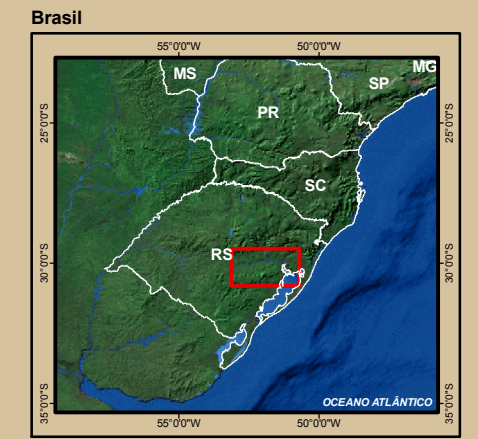 Brasil
55°0'0"W 50°0'0"W
MS
MG
SP
PR
SC
RS
25°0'0"S 25°0'0"S
30°0'0"S 30°0'0"S
35°0'0"S 35°0'0"S
OCEANO ATLÂNTICO
55°0'0"W 50°0'0"W